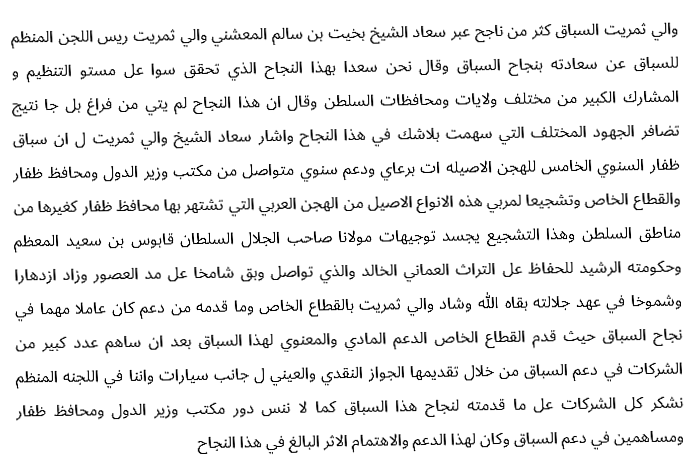 والي ثمريت السباق كثر من ناجح عبر سعاد الشيخ بخيت بن سالم المعشني والي ثمريت ريس اللجن المنظم
للسباق عن سعادته بنجاح السباق وقال نحن سعدا بهذا النجاح الذي تحقق سوا عل مستو التنظيم و
المشارك الكبير من مختلف ولايات ومحافظات السلطن وقال ان هذا النجاح لم يتي من فراغ بل جا نتيج
تضافر الجهود المختلف التي سهمت بلاشك في هذا النجاح واشار سعاد الشيخ والي ثمريت ل ان سباق
ظفار السنوي الخامس للهجن الاصيله ات برعاي ودعم سنوي متواصل من مكتب وزير الدول ومحافظ ظفار
والقطاع الخاص وتشجيعا لمربي هذه الانواع الاصيل من الهجن العربي التي تشتهر بها محافظ ظفار كغيرها من
مناطق السلطن وهذا التشجيع يجسد توجيهات مولانا صاحب الجلال السلطان قابوس بن سعيد المعظم
وحكومته الرشيد للحفاظ عل التراث العماني الخالد والذي تواصل وبق شامخا عل مد العصور وزاد ازدهارا
وشموخا في عهد جلالته بقاه الله وشاد والي ثمريت بالقطاع الخاص وما قدمه من دعم كان عاملا مهما في
نجاح السباق حيث قدم القطاع الخاص الدعم المادي والمعنوي لهذا السباق بعد ان ساهم عدد كبير من
الشركات في دعم السباق من خلال تقديمها الجواز النقدي والعيني ل جانب سيارات واننا في اللجنه المنظم
نشكر كل الشركات عل ما قدمته لنجاح هذا السباق كما لا ننس دور مكتب وزير الدول ومحافظ ظفار
ومساهمين في دعم السباق وكان لهذا الدعم والاهتمام الاثر البالغ في هذا النجاح